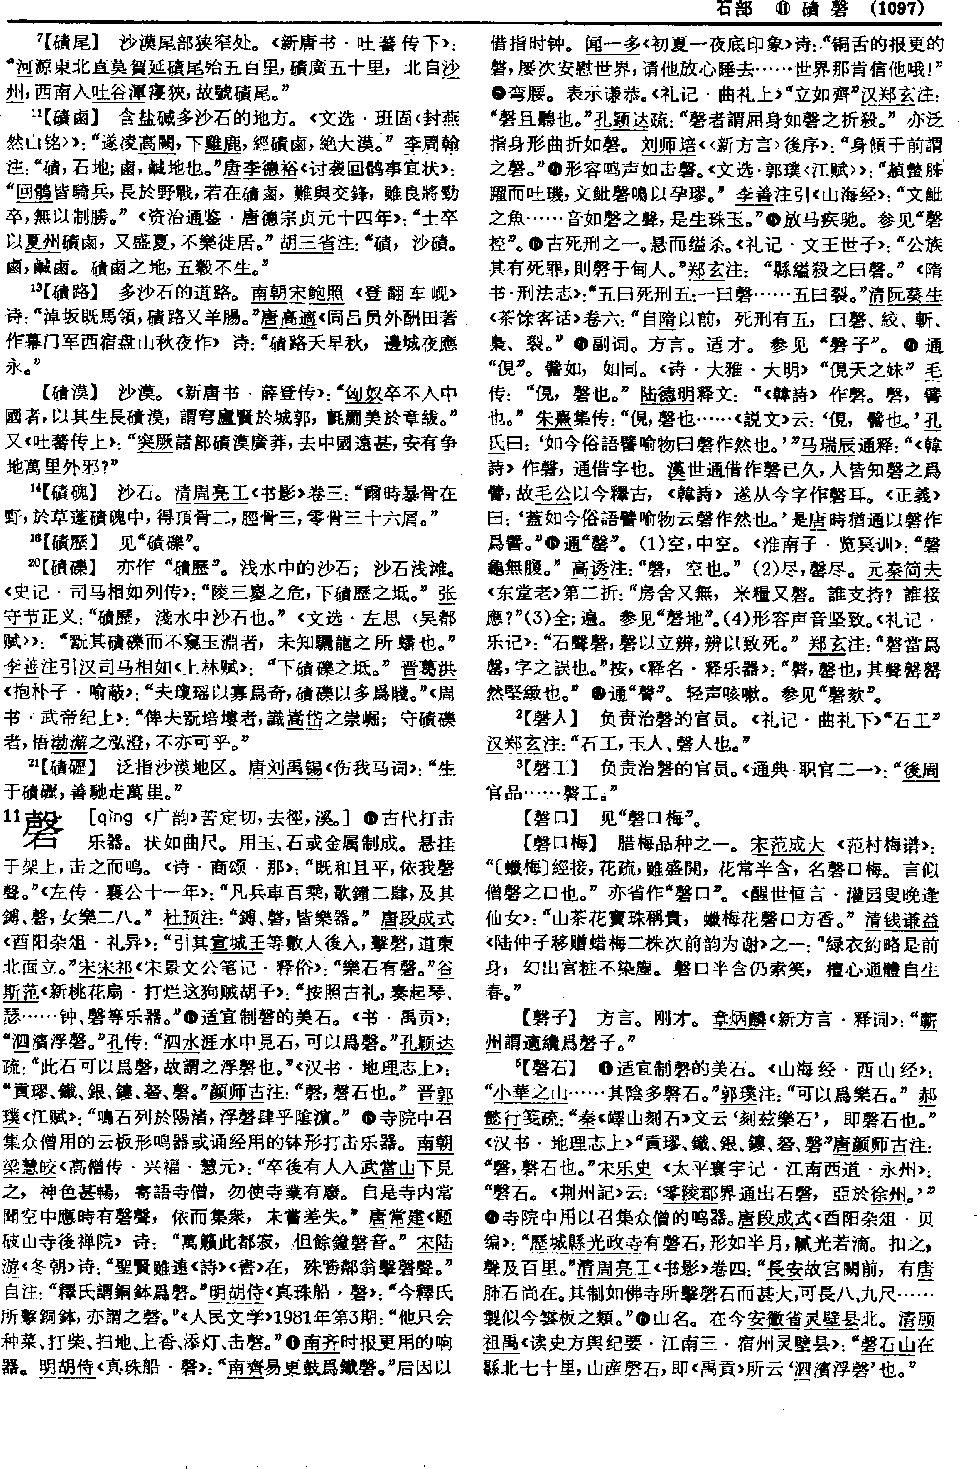 石部 ⑪ 磧 磬 (1097)
⁷【磧尾】 沙漠尾部狭窄处。《新唐书·吐蕃传下》：
“河源東北直莫賀延磧尾殆五百里，磧廣五十里，北自沙
州，西南入吐谷渾寖狹，故號磧尾。”
¹¹【磧鹵】 含盐碱多沙石的地方。《文选·班固〈封燕
然山铭〉》：“遂凌高闕，下雞鹿，經磧鹵，絶大漠。” 李周翰
注：“磧，石地；鹵，鹹地也。”唐李德裕《讨袭回鹘事宜状》：
“回鶻皆騎兵，長於野戰，若在磧鹵，難與交鋒，雖良將勁
卒，無以制勝。”《资治通鉴·唐德宗贞元十四年》：“士卒
以夏州磧鹵，又盛夏，不樂徙居。”胡三省注：“磧，沙磧。
鹵，鹹鹵。磧鹵之地，五穀不生。”
¹³【磧路】 多沙石的道路。南朝宋鲍照《登翻车岘》
诗：“淖坂既馬領，磧路又羊腸。”唐高適《同吕员外酬田著
作幕门军西宿盘山秋夜作》 诗：“磧路天早秋，邊城夜應
永。”
【磧漠】 沙漠。《新唐书·薛登传》：“匈奴卒不入中
國者，以其生長磧漠，謂穹廬賢於城郭，氈罽美於章紱。”
又《吐蕃传上》：“突厥諸部磧漠廣莽，去中國遠甚，安有争
地萬里外邪？”
¹⁴【磧磈】 沙石。清周亮工《书影》卷三：“爾時暴骨在
野，於草莲磧磈中，得頂骨二，脛骨三，零骨三十六屑。”
¹⁶【磧歷】 见“磧礫”。
²⁰【磧礫】 亦作“磧歷”。浅水中的沙石；沙石浅滩。
《史记·司马相如列传》：“陵三嵏之危，下磧歷之坻。” 张
守节正义：“磧歷，淺水中沙石也。” 《文选·左思〈吴都
赋〉》：“翫其磧礫而不窺玉淵者，未知驪龍之所蟠也。”
李善注引汉司马相如《上林赋》：“下磧礫之坻。”晋葛洪
《抱朴子·喻蔽》：“夫瓊瑶以寡爲奇，磧礫以多爲賤。”《周
书·武帝纪上》：“俾夫翫培塿者，識嵩岱之崇崛；守磧礫
者，悟渤澥之泓澄，不亦可乎。”
²¹【磧礰】 泛指沙漠地区。唐刘禹锡《伤我马词》：“生
于磧礰，善馳走萬里。”
11磬 [qìng 《广韵》苦定切，去徑，溪。] ❶古代打击
乐器。状如曲尺。用玉、石或金属制成。悬挂
于架上，击之而鸣。《诗·商颂·那》：“既和且平，依我磬
聲。”《左传·襄公十一年》：“凡兵車百乘，歌鐘二肆，及其
鎛、磬，女樂二八。” 杜预注：“鎛、磬，皆樂器。” 唐段成式
《酉阳杂俎·礼异》：“引其宣城王等數人後入，擊磬，道東
北面立。”宋宋祁《宋景文公笔记·释俗》：“樂石有磬。”谷
斯范《新桃花扇·打烂这狗贼胡子》：“按照古礼，奏起琴、
瑟……钟、磬等乐器。”❷适宜制磬的美石。《书·禹贡》：
“泗濱浮磬。”孔传：“泗水涯水中見石，可以爲磬。”孔颖达
疏：“此石可以爲磬，故謂之浮磬也。”《汉书·地理志上》：
“貢璆、鐵、銀、鏤、砮、磬。”颜师古注：“磬，磬石也。” 晋郭
璞《江赋》：“鳴石列於陽渚，浮磬肆乎陰濱。” ❸寺院中召
集众僧用的云板形鸣器或诵经用的钵形打击乐器。南朝
梁慧皎《高僧传·兴福·慧元》：“卒後有人入武當山下見
之，神色甚暢，寄語寺僧，勿使寺業有廢。自是寺内常
聞空中應時有磬聲，依而集衆，未嘗差失。” 唐常建《题
破山寺後禅院》 诗：“萬籟此都寂，但餘鐘磬音。” 宋陆
游《冬朝》诗：“聖賢雖遠《詩》《書》在，殊勝鄰翁擊磬聲。”
自注：“釋氏謂銅鉢爲磬。”明胡侍《真珠船·磬》：“今釋氏
所擊銅鉢，亦謂之磬。”《人民文学》1981年第3期：“他只会
种菜、打柴、扫地、上香、添灯、击磬。”❹南齐时报更用的响
器。明胡侍《真珠船·磬》：“南齊易更鼓爲鐵磬。”后因以
借指时钟。闻一多《初夏一夜底印象》诗：“铜舌的报更的
磬，屡次安慰世界，请他放心睡去……世界那肯信他哦！”
❺弯腰。表示谦恭。《礼记·曲礼上》“立如齊”汉郑玄注：
“磬且聽也。”孔颖达疏：“磬者謂屈身如磬之折殺。” 亦泛
指身形曲折如磬。刘师培《〈新方言〉後序》：“身傾于前謂
之磬。”❻形容鸣声如击磬。《文选·郭璞〈江赋〉》：“䫴𧕿胏
躍而吐璣，文魮磬鳴以孕璆。” 李善注引《山海经》：“文魮
之魚……音如磬之聲，是生珠玉。”❼放马疾驰。参见“磬
控”。❽古死刑之一。悬而缢杀。《礼记·文王世子》：“公族
其有死罪，則磬于甸人。”郑玄注：“縣縊殺之曰磬。”《隋
书·刑法志》：“五曰死刑五：一曰磬……五曰裂。”清阮葵生
《茶馀客话》卷六：“自隋以前，死刑有五，曰磬、絞、斬、
梟、裂。” ❾副词。方言。适才。参见“磬子”。 ❿通
“俔”。譬如，如同。《诗·大雅·大明》“俔天之妹” 毛
传：“俔，磬也。” 陆德明释文：“《韓詩》作磬。磬，譬
也。”朱熹集传：“俔，磬也……《説文》云：‘俔，譬也。’孔
氏曰：‘如今俗語譬喻物曰磬作然也。’”马瑞辰通释：“《韓
詩》作磬，通借字也。漢世通借作磬已久，人皆知磬之爲
譬，故毛公以今釋古，《韓詩》遂从今字作磬耳。《正義》
曰：‘蓋如今俗語譬喻物云磬作然也。’是唐時猶通以磬作
爲譬。”⓫通“罄”。(1)空，中空。《淮南子·览冥训》：“磬
龜無腹。” 高诱注：“磬，空也。” (2)尽，罄尽。元秦简夫
《东堂老》第二折：“房舍又無，米糧又磬。誰支持？誰接
應？”(3)全；遍。参见“磬地”。(4)形容声音坚致。《礼记·
乐记》：“石聲磬，磬以立辨，辨以致死。” 郑玄注：“磬當爲
罄，字之誤也。”按，《释名·释乐器》：“磬，罄也，其聲罄罄
然堅緻也。” ⓬通“謦”。轻声咳嗽。参见“磬欬”。
²【磬人】 负责治磬的官员。《礼记·曲礼下》“石工”
汉郑玄注：“石工，玉人、磬人也。”
³【磬工】 负责治磬的官员。《通典·职官二一》：“後周
官品……磬工。”
【磬口】 见“磬口梅”。
【磬口梅】 腊梅品种之一。宋范成大《范村梅谱》：
“〔蠟梅〕經接，花疏，雖盛開，花常半含，名磬口梅。言似
僧磬之口也。” 亦省作“磬口”。《醒世恒言·灌园叟晚逢
仙女》：“山茶花寶珠稱貴，蠟梅花磬口方香。” 清钱谦益
《陆仲子移赠蜡梅二株次前韵为谢》之一：“緑衣約略是前
身，幻出宫粧不染塵。磬口半含仍索笑，檀心通體自生
春。”
【磬子】 方言。刚才。章炳麟《新方言·释词》：“蘄
州謂適纔爲磬子。”
⁵【磬石】 ❶适宜制磬的美石。《山海经·西山经》：
“小華之山……其陰多磬石。”郭璞注：“可以爲樂石。” 郝
懿行笺疏：“秦《嶧山刻石》文云‘刻兹樂石’，即磬石也。”
《汉书·地理志上》“貢璆、鐵、銀、鏤、砮、磬”唐颜师古注：
“磬，磬石也。”宋乐史《太平寰宇记·江南西道·永州》：
“磬石。《荆州記》云：‘零陵郡界通出石磬，亞於徐州。’”
❷寺院中用以召集众僧的鸣器。唐段成式《酉阳杂俎·贝
编》：“歷城縣光政寺有磬石，形如半月，膩光若滴。扣之，
聲及百里。”清周亮工《书影》卷四：“長安故宫闕前，有唐
肺石尚在。其制如佛寺所擊磬石而甚大，可長八、九尺……
製似今磬板之類。”❸山名。在今安徽省灵璧县北。清顾
祖禹《读史方舆纪要·江南三·宿州灵璧县》：“磬石山在
縣北七十里，山産磬石，即《禹貢》所云‘泗濱浮磬’也。”